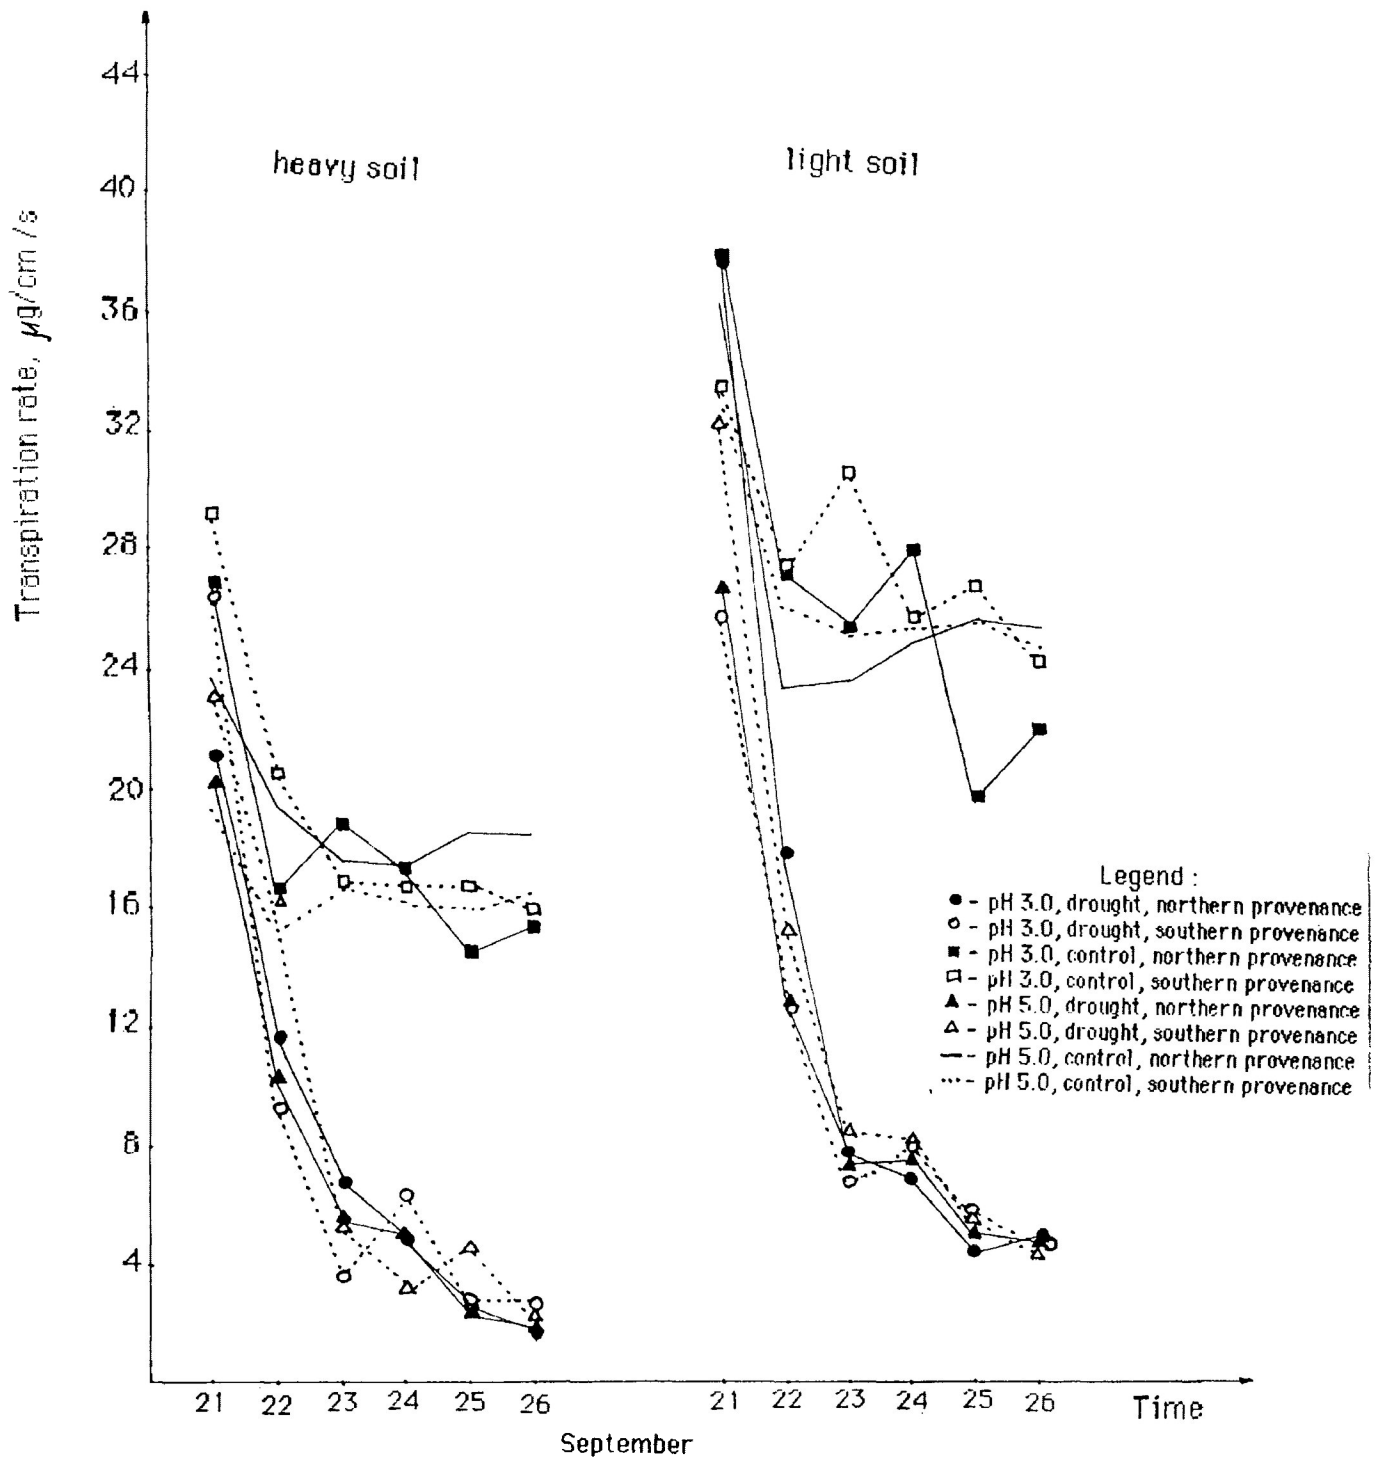 44
heavy soil
light soil
40
36
32
28
24
20
16
12
8
4
Transpiration rate, µg/cm /s
Legend :
- pH 3.0, drought, northern provenance
- pH 3.0, drought, southern provenance
- pH 3.0, control, northern provenance
- pH 3.0, control, southern provenance
- pH 5.0, drought, northern provenance
- pH 5.0, drought, southern provenance
- pH 5.0, control, northern provenance
- pH 5.0, control, southern provenance
21 22 23 24 25 26
21 22 23 24 25 26
Time
September